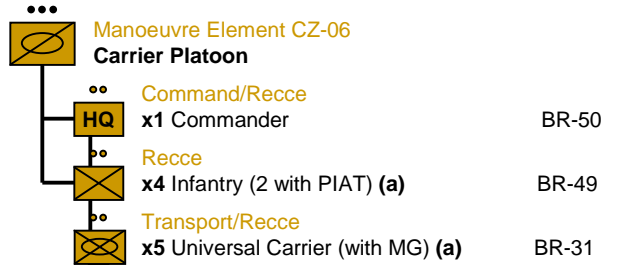 Manoeuvre Element CZ-06
Carrier Platoon
Command/Recce
HQ x1 Commander BR-50
Recce
x4 Infantry (2 with PIAT) (a) BR-49
Transport/Recce
x5 Universal Carrier (with MG) (a) BR-31